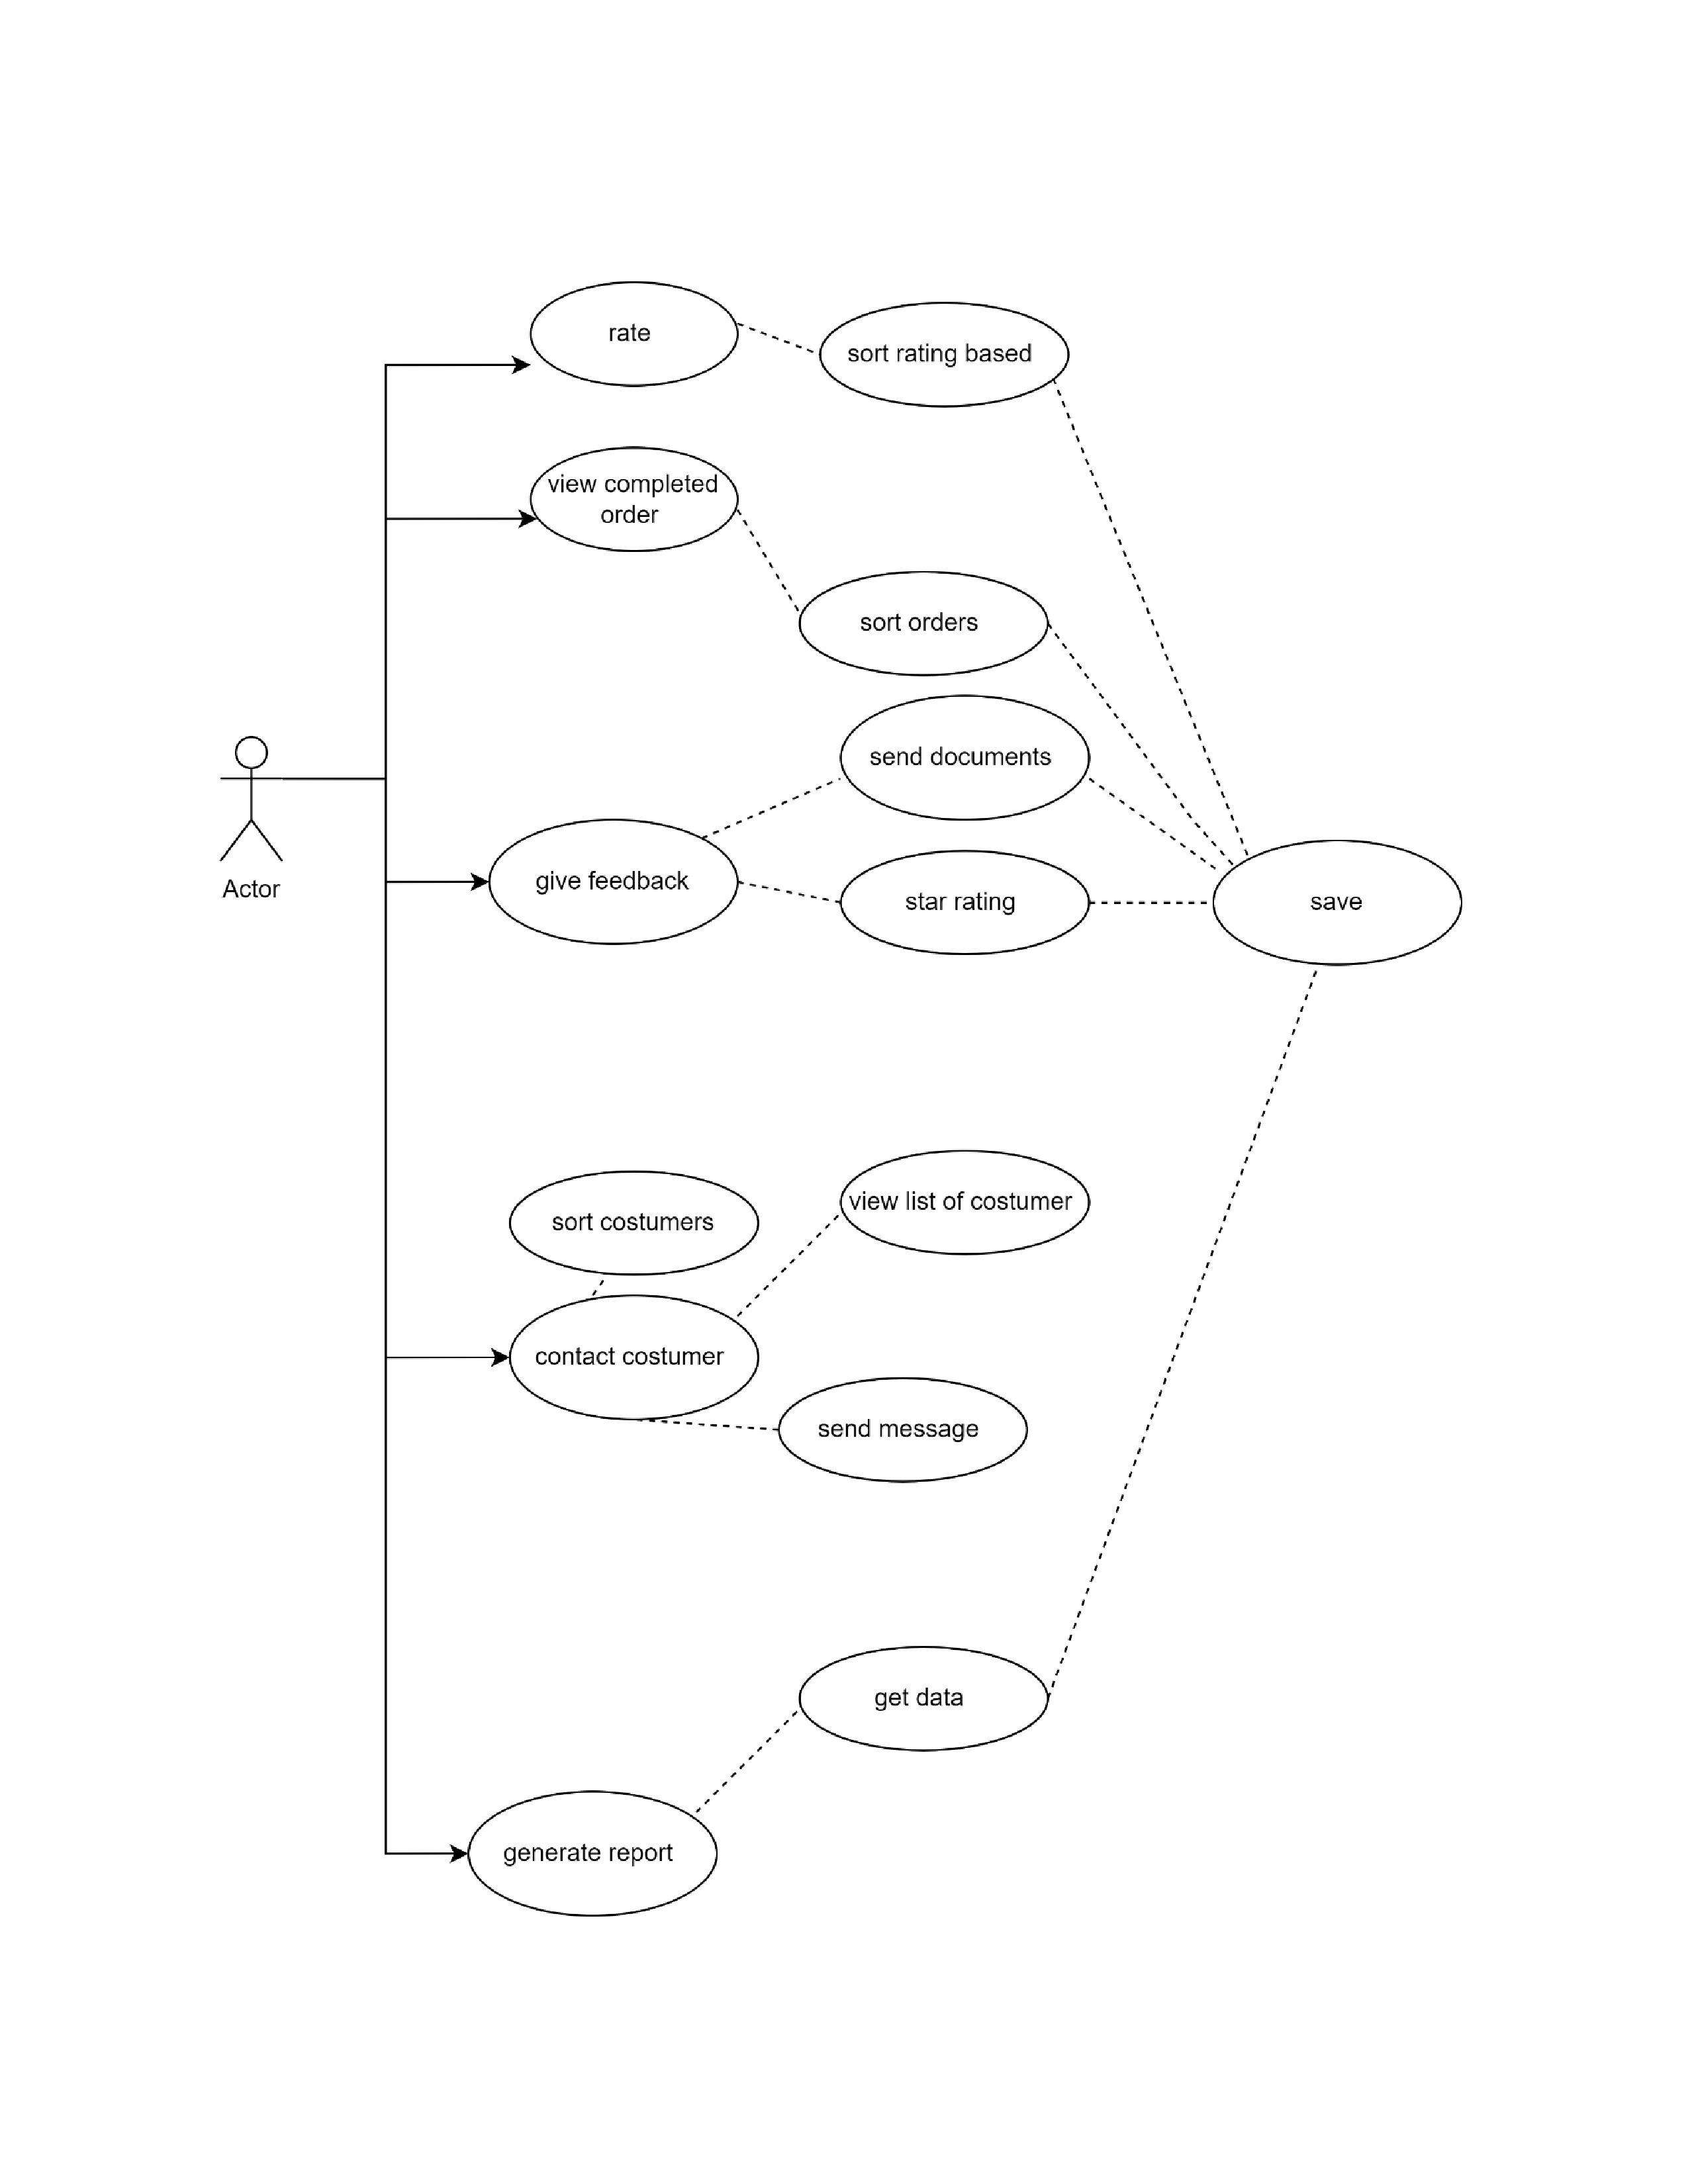 rate
sort rating based
view completed
order
sort orders
send documents
Actor
give feedback
star rating
save
view list of costumer
sort costumers
contact costumer
send message
get data
generate report